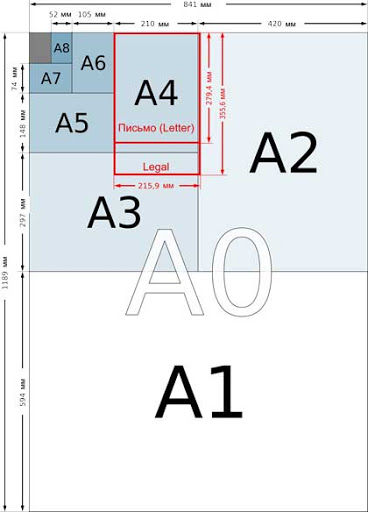 841 мм
52 мм
105 мм
210 мм
420 мм
A8
A6
A7
74 мм
A4
279,4 мм
355,6 мм
A5
Письмо (Letter)
148 мм
A2
Legal
215,9 мм
A3
297 мм
1189 мм
A0
A1
594 мм